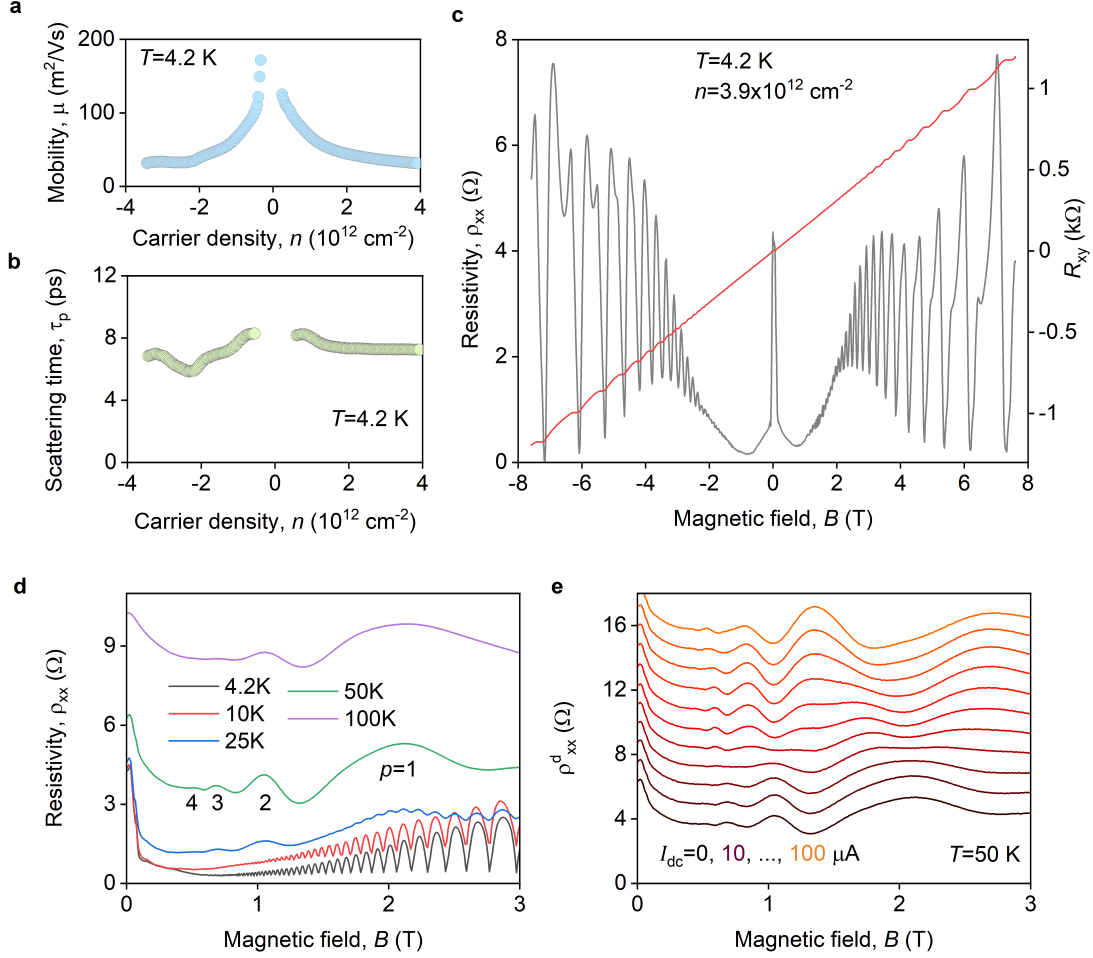 a
200
100
0
Mobility, μ (m²/Vs)
T=4.2 K
-4 -2 0 2 4
Carrier density, n (10¹² cm⁻²)
b
12
8
4
0
Scattering time, τₚ (ps)
T=4.2 K
-4 -2 0 2 4
Carrier density, n (10¹² cm⁻²)
c
8
6
4
2
0
Resistivity, ρₓₓ (Ω)
T=4.2 K
n=3.9x10¹² cm⁻²
1
0.5
0
-0.5
-1
Rxy (kΩ)
-8 -6 -4 -2 0 2 4 6 8
Magnetic field, B (T)
d
9
6
3
0
Resistivity, ρₓₓ (Ω)
4.2K
10K
25K
50K
100K
p=1
4 3 2
0 1 2 3
Magnetic field, B (T)
e
16
12
8
4
0
ρᵈₓₓ (Ω)
Idc=0, 10, ..., 100 μA
T=50 K
0 1 2 3
Magnetic field, B (T)